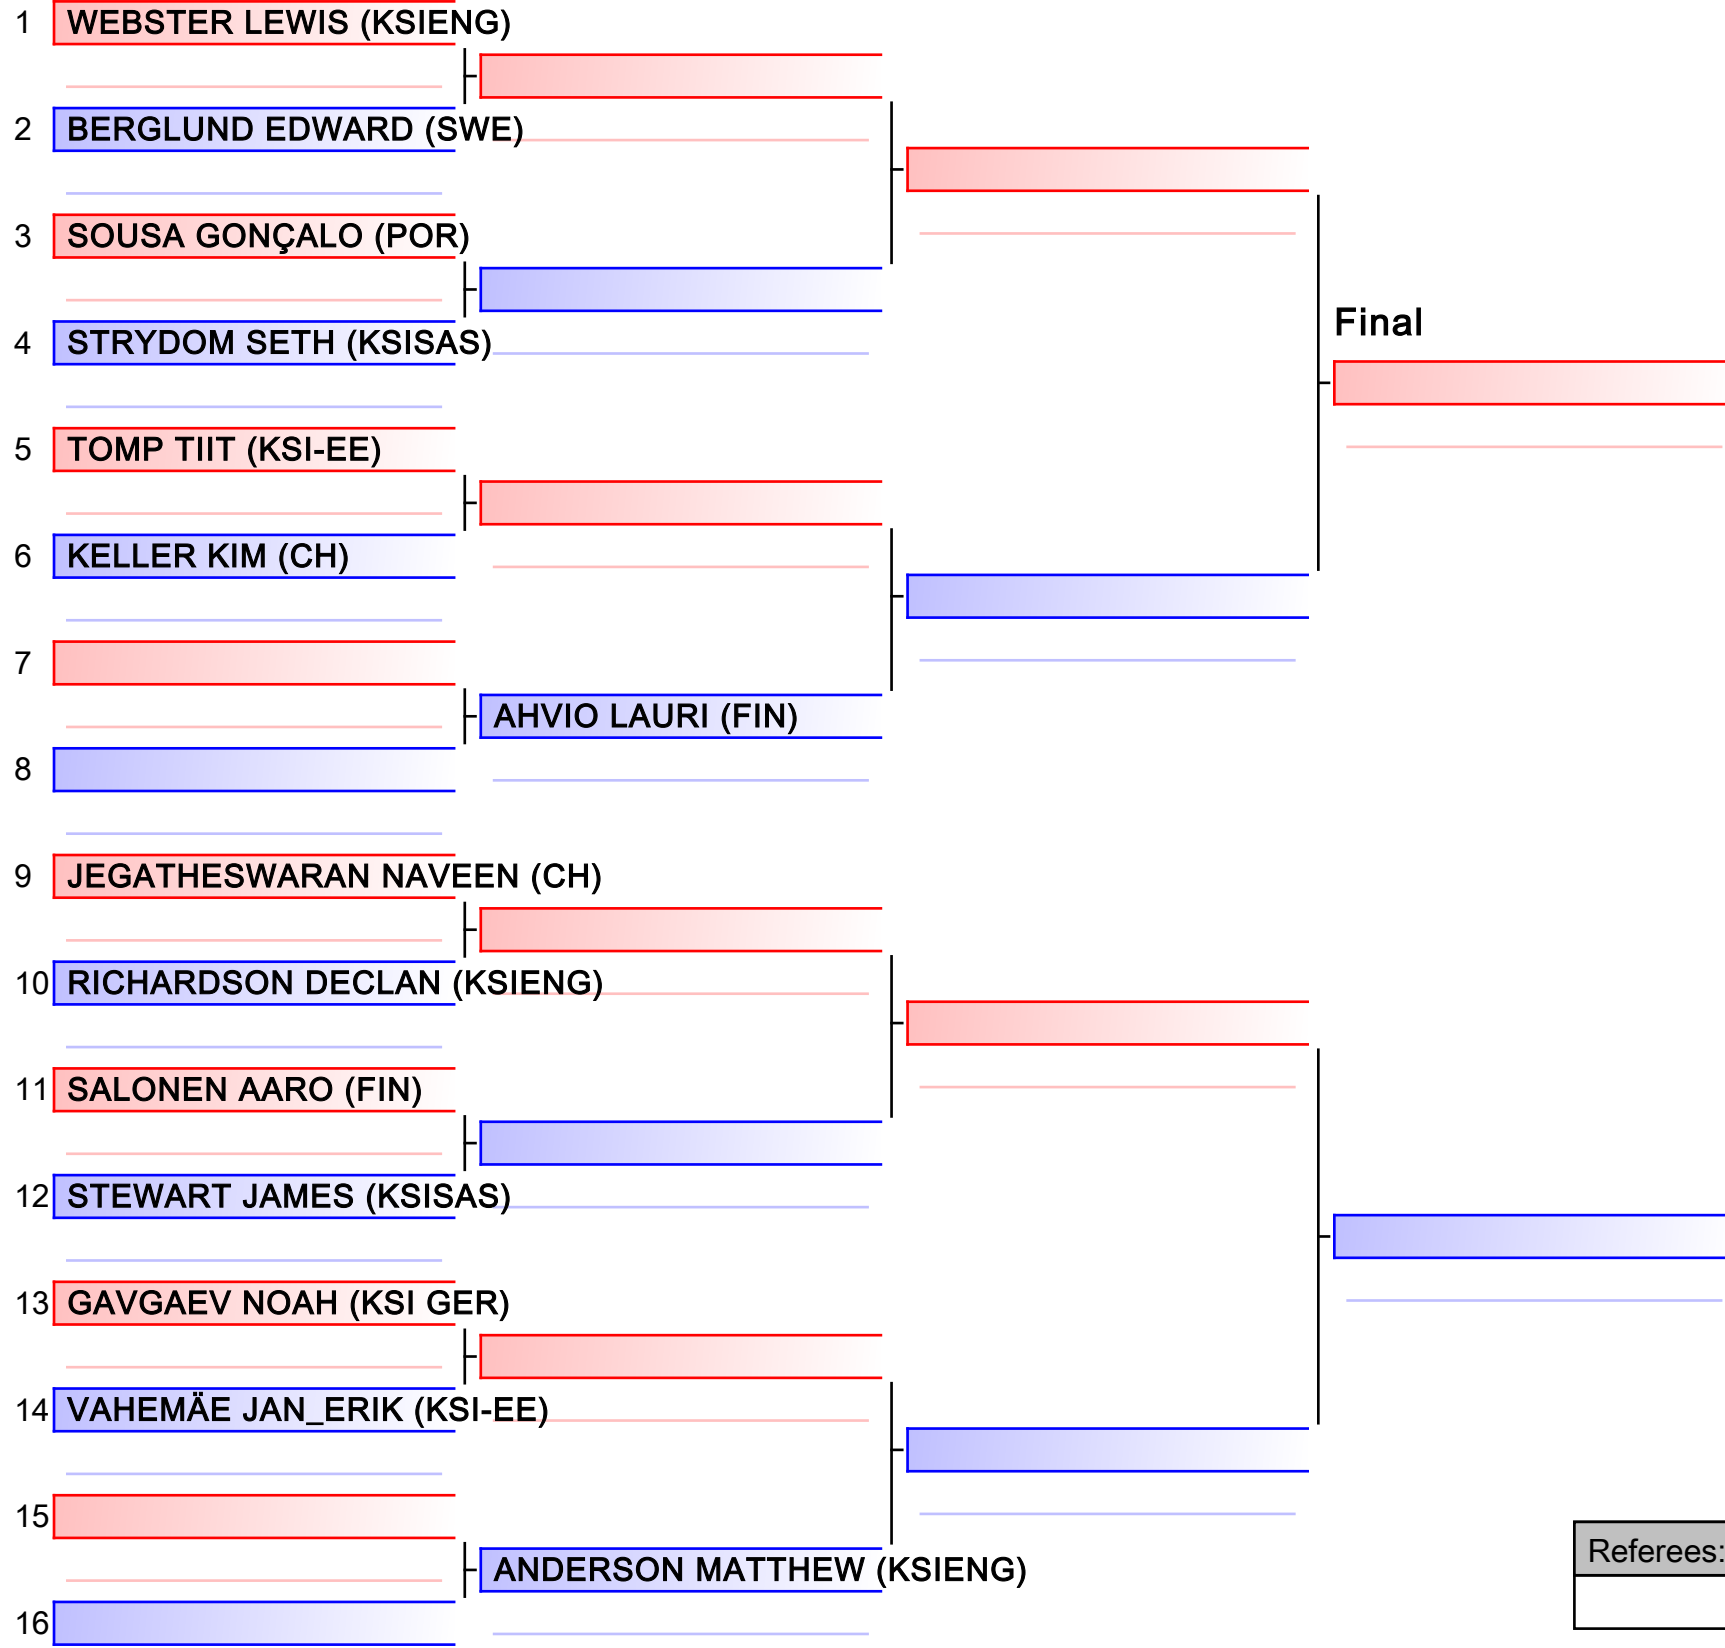 1 WEBSTER LEWIS (KSIENG)
2 BERGLUND EDWARD (SWE)
3 SOUSA GONÇALO (POR)
Final
4 STRYDOM SETH (KSISAS)
5 TOMP TIIT (KSI-EE)
6 KELLER KIM (CH)
7
AHVIO LAURI (FIN)
8
9 JEGATHESWARAN NAVEEN (CH)
10 RICHARDSON DECLAN (KSIENG)
11 SALONEN AARO (FIN)
12 STEWART JAMES (KSISAS)
13 GAVGAEV NOAH (KSI GER)
14 VAHEMÄE JAN_ERIK (KSI-EE)
15
Referees:
ANDERSON MATTHEW (KSIENG)
16